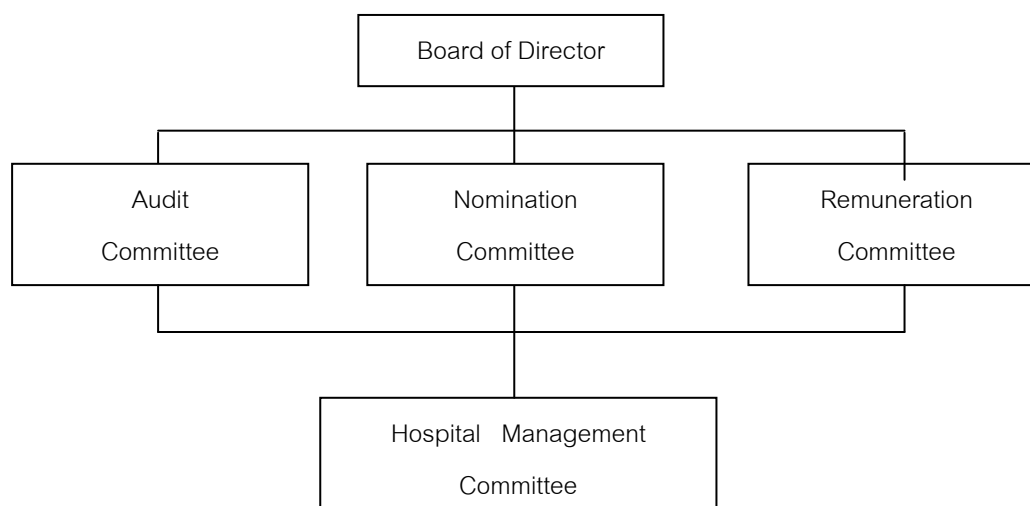 Board of Director
Audit
Committee
Nomination
Committee
Remuneration
Committee
Hospital Management
Committee